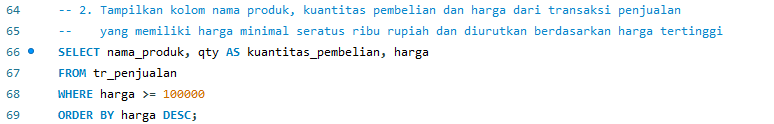 64 -- 2. Tampilkan kolom nama produk, kuantitas pembelian dan harga dari transaksi penjualan
65 --    yang memiliki harga minimal seratus ribu rupiah dan diurutkan berdasarkan harga tertinggi
66 SELECT nama_produk, qty AS kuantitas_pembelian, harga
67 FROM tr_penjualan
68 WHERE harga >= 100000
69 ORDER BY harga DESC;